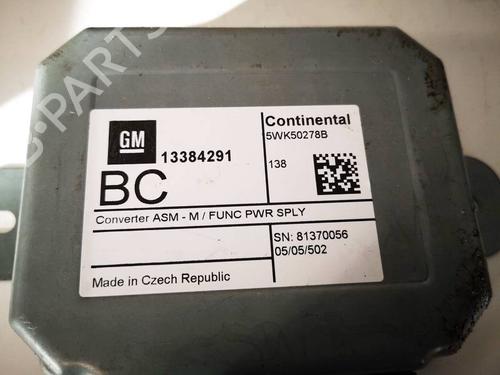 GM
13384291
BC
Converter ASM - M / FUNC PWR SPLY
Made in Czech Republic
Continental
5WK50278B
138
SN: 81370056
05/05/502
B-PARTS